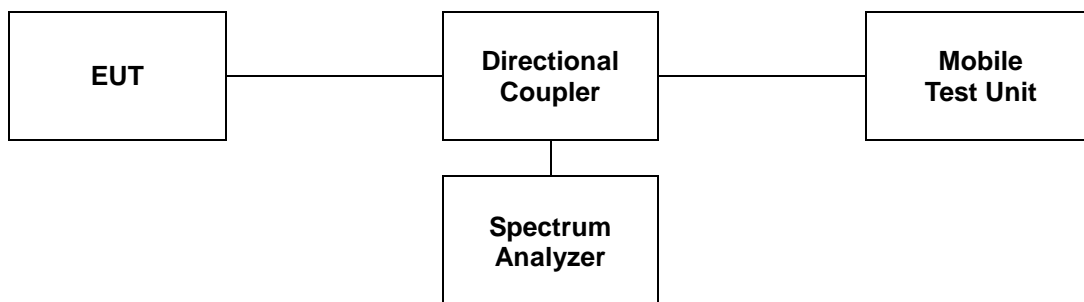 EUT
Directional
Coupler
Mobile
Test Unit
Spectrum
Analyzer